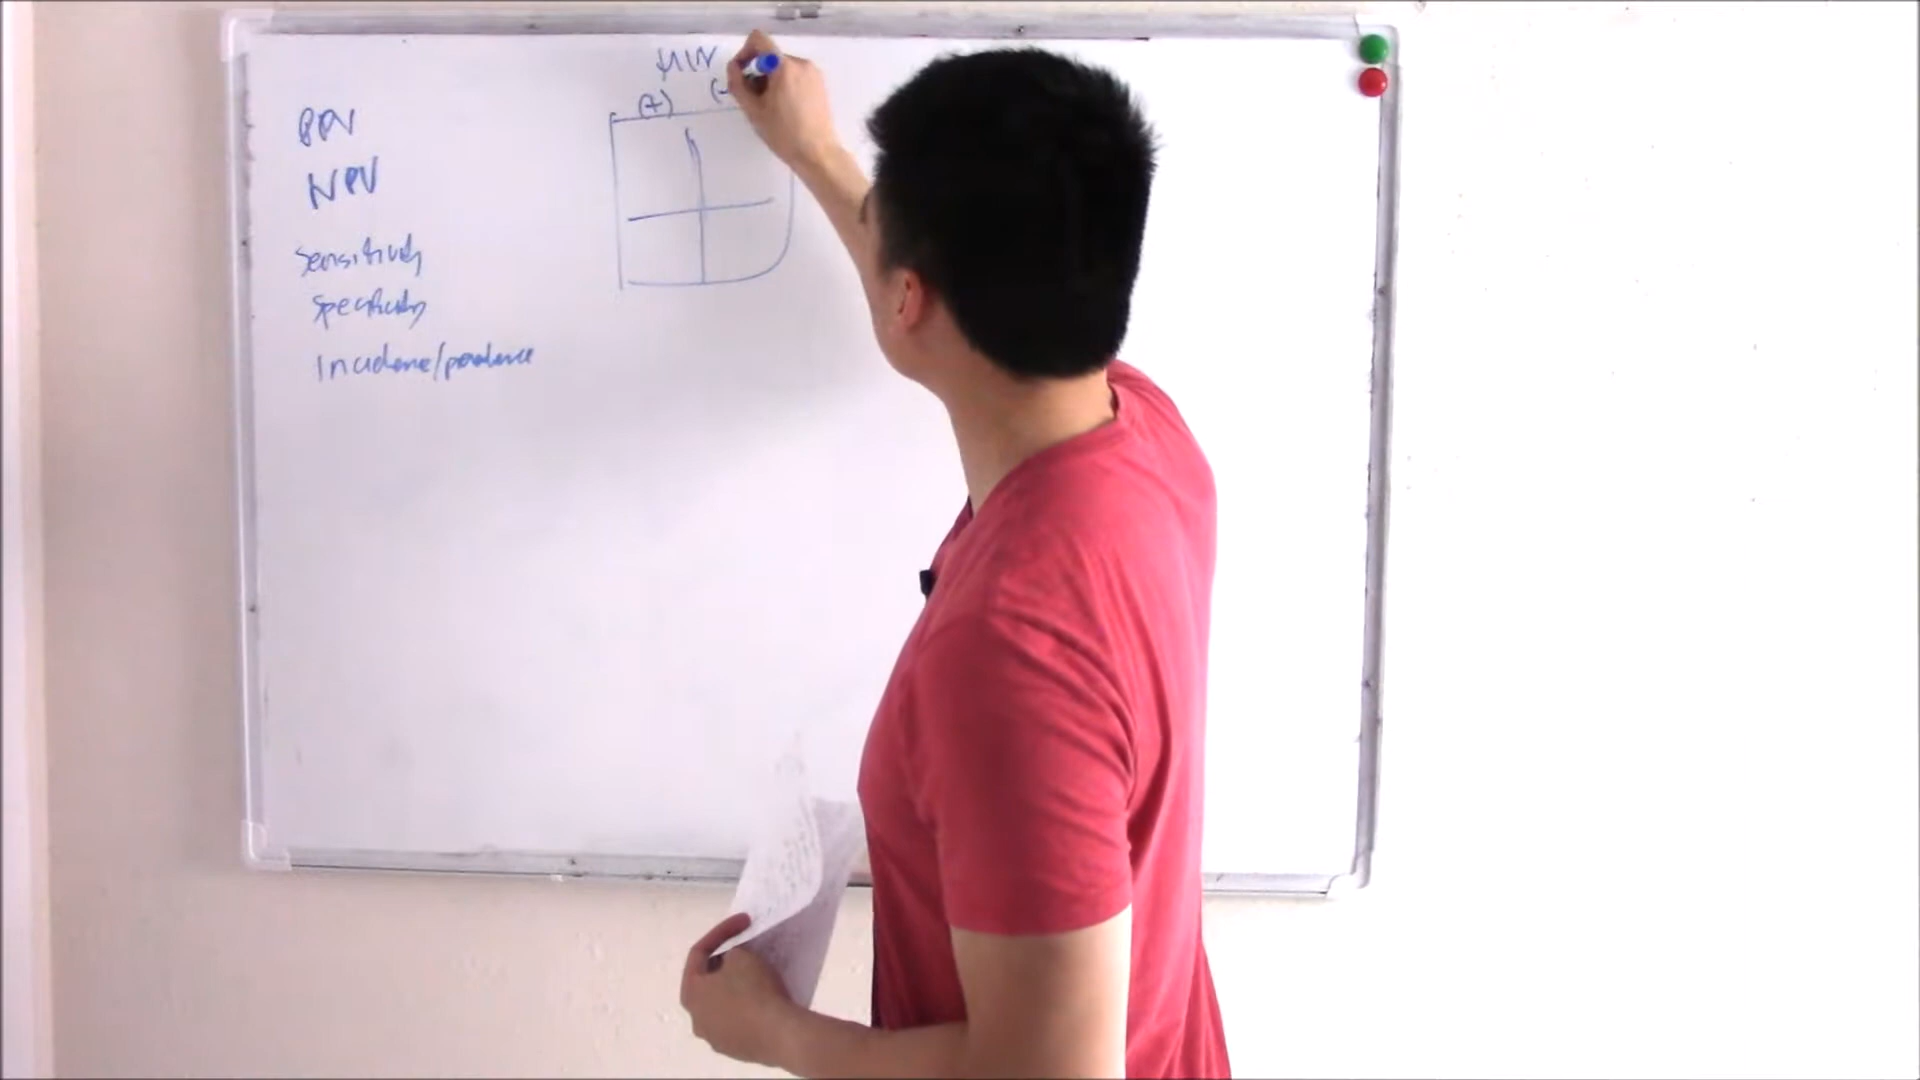 PPV
NPV
Sensitivity
Specificity
Incidence/prevalence
HIV
(+) (-